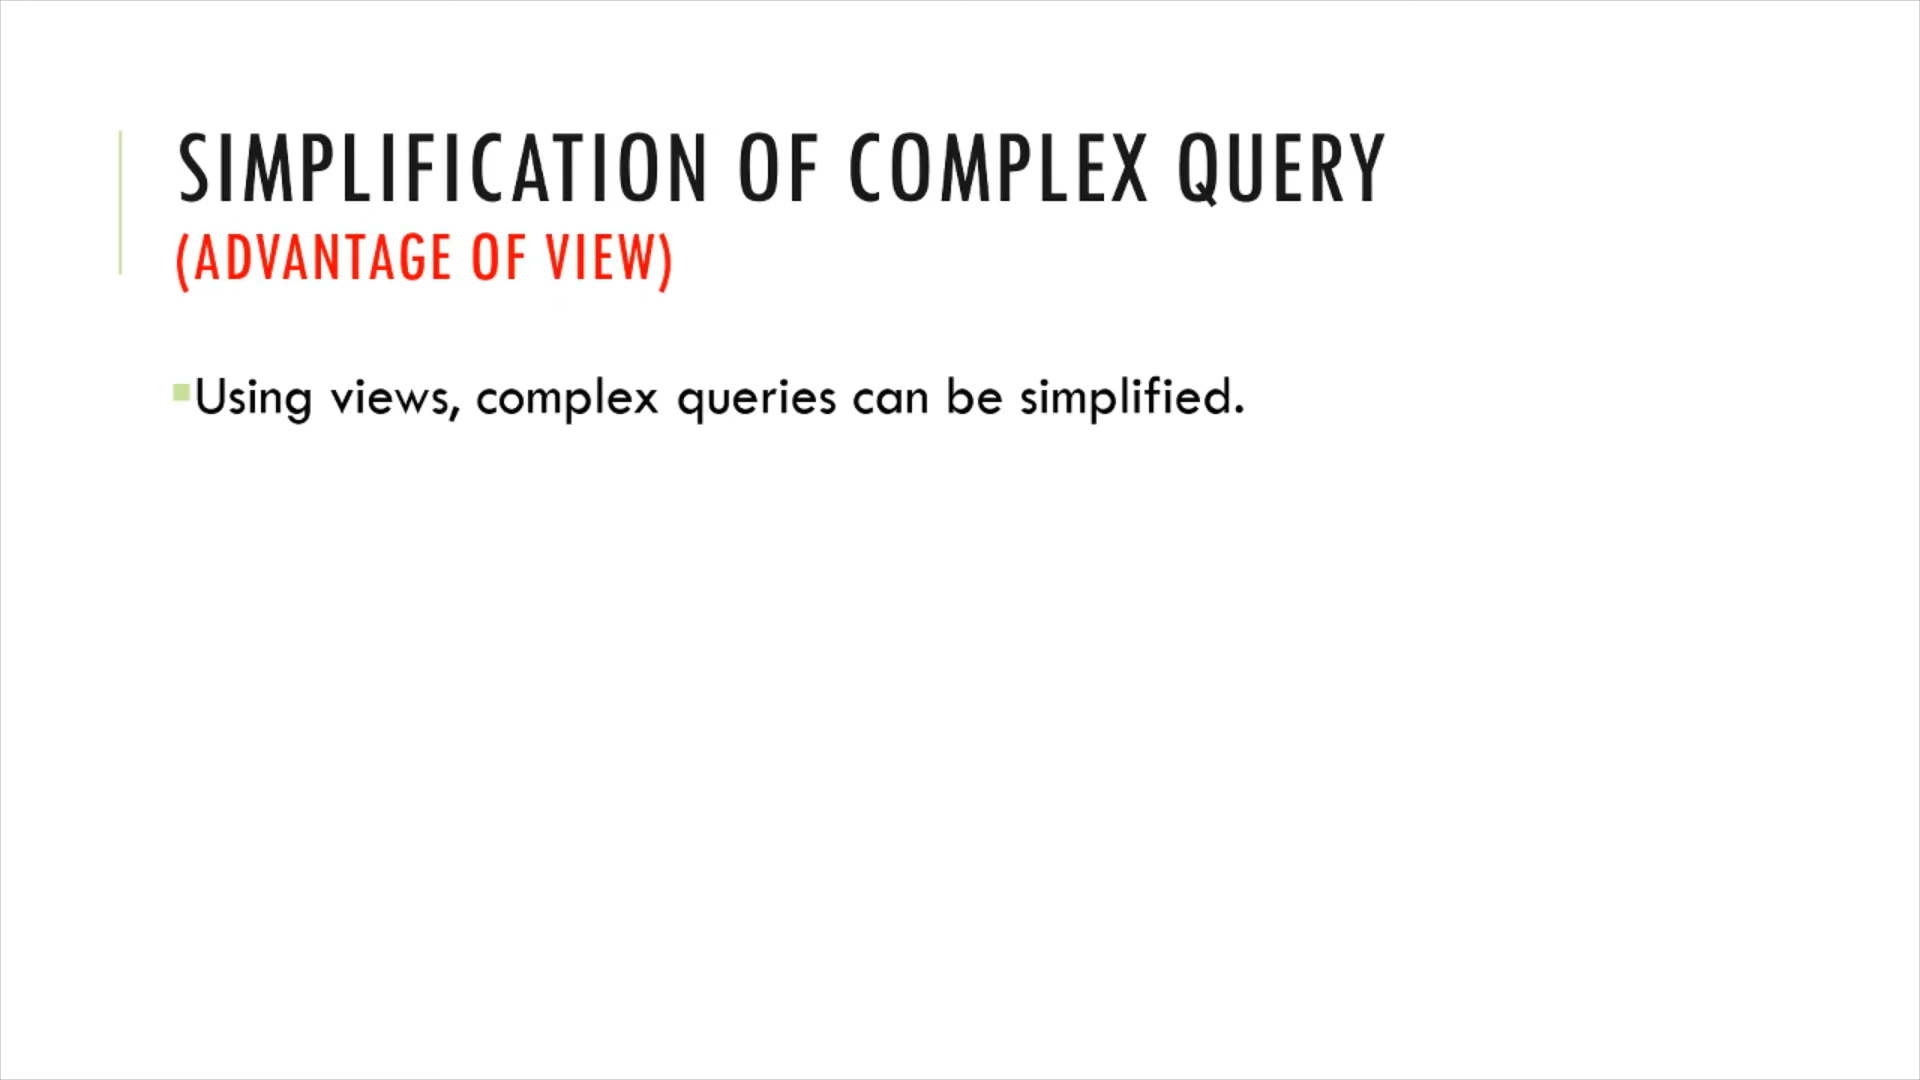 SIMPLIFICATION OF COMPLEX QUERY
(ADVANTAGE OF VIEW)
Using views, complex queries can be simplified.